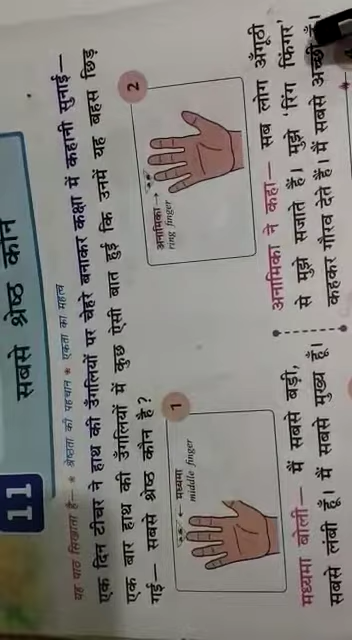 11
सबसे श्रेष्ठ कौन
यह पाठ सिखाता है— * श्रेष्ठता की पहचान * एकता का महत्व
एक दिन टीचर ने हाथ की उँगलियों पर चेहरे बनाकर कक्षा में कहानी सुनाई—
एक बार हाथ की उँगलियों में कुछ ऐसी बात हुई कि उनमें यह बहस छिड़
गई— सबसे श्रेष्ठ कौन है?
1
मध्यमा
middle finger
मध्यमा बोली— मैं सबसे बड़ी,
सबसे लंबी हूँ। मैं सबसे मुख्य हूँ।
2
अनामिका
ring finger
अनामिका ने कहा— सब लोग अँगूठी
से मुझे सजाते हैं। मुझे 'रिंग फिंगर'
कहकर गौरव देते हैं। मैं सबसे अच्छी हूँ।